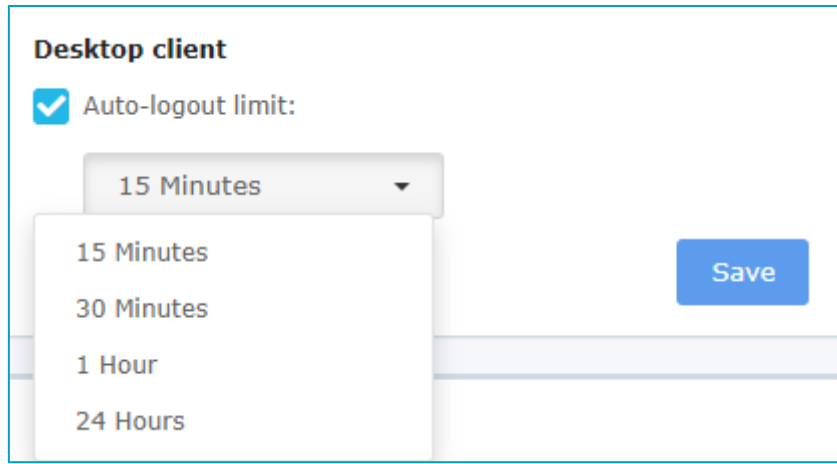 Desktop client
Auto-logout limit:
15 Minutes
15 Minutes
30 Minutes
1 Hour
24 Hours
Save